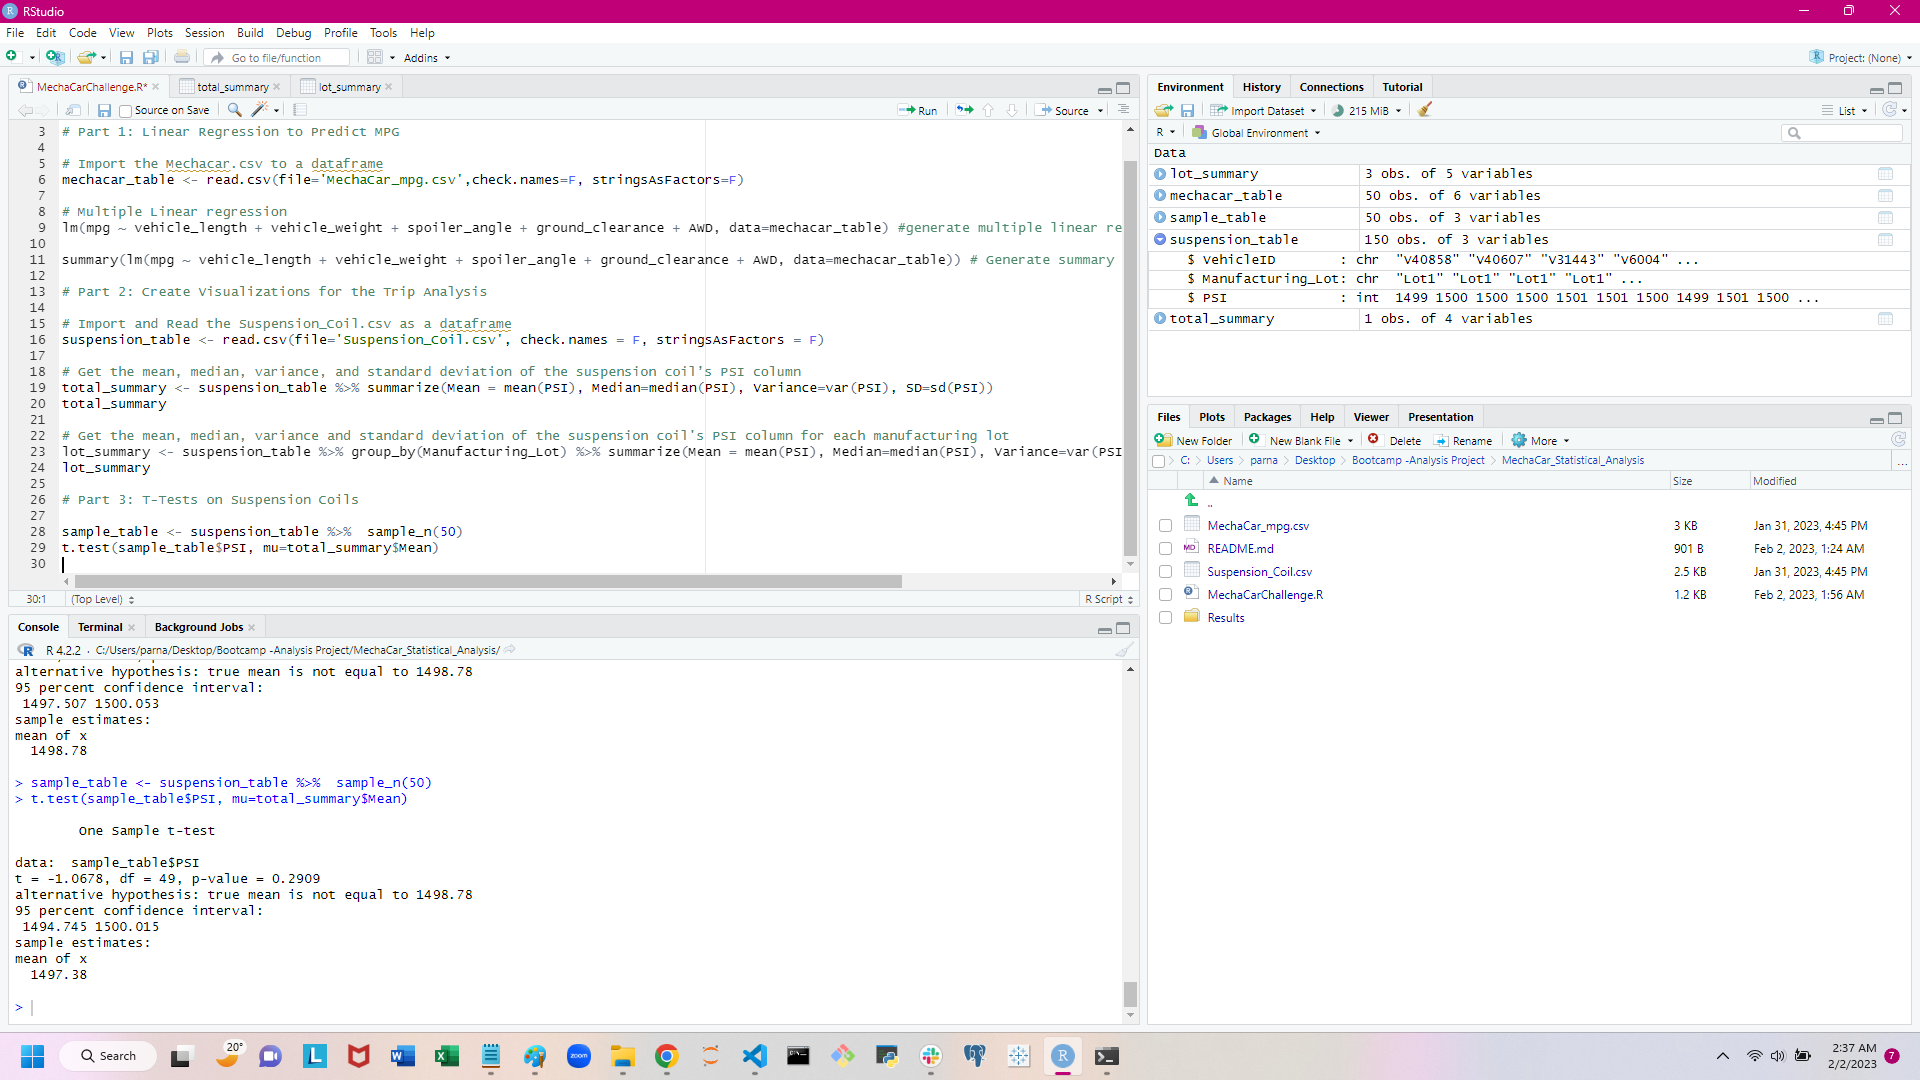 RStudio
File Edit Code View Plots Session Build Debug Profile Tools Help
Go to file/function Addins Project: (None)
MechaCarChallenge.R* total_summary lot_summary
Source on Save Run Source
3 # Part 1: Linear Regression to Predict MPG
4
5 # Import the Mechacar.csv to a dataframe
6 mechacar_table <- read.csv(file='MechaCar_mpg.csv',check.names=F, stringsAsFactors=F)
7
8 # Multiple Linear regression
9 lm(mpg ~ vehicle_length + vehicle_weight + spoiler_angle + ground_clearance + AWD, data=mechacar_table) #generate multiple linear re
10
11 summary(lm(mpg ~ vehicle_length + vehicle_weight + spoiler_angle + ground_clearance + AWD, data=mechacar_table)) # Generate summary
12
13 # Part 2: Create Visualizations for the Trip Analysis
14
15 # Import and Read the Suspension_Coil.csv as a dataframe
16 suspension_table <- read.csv(file='Suspension_Coil.csv', check.names = F, stringsAsFactors = F)
17
18 # Get the mean, median, variance, and standard deviation of the suspension coil's PSI column
19 total_summary <- suspension_table %>% summarize(Mean = mean(PSI), Median=median(PSI), Variance=var(PSI), SD=sd(PSI))
20 total_summary
21
22 # Get the mean, median, variance and standard deviation of the suspension coil's PSI column for each manufacturing lot
23 lot_summary <- suspension_table %>% group_by(Manufacturing_Lot) %>% summarize(Mean = mean(PSI), Median=median(PSI), Variance=var(PSI
24 lot_summary
25
26 # Part 3: T-Tests on Suspension Coils
27
28 sample_table <- suspension_table %>%  sample_n(50)
29 t.test(sample_table$PSI, mu=total_summary$Mean)
30
30:1 (Top Level) R Script
Console Terminal Background Jobs
R 4.2.2 · C:/Users/parna/Desktop/Bootcamp -Analysis Project/MechaCar_Statistical_Analysis/
alternative hypothesis: true mean is not equal to 1498.78
95 percent confidence interval:
1497.507 1500.053
sample estimates:
mean of x
1498.78
> sample_table <- suspension_table %>%  sample_n(50)
> t.test(sample_table$PSI, mu=total_summary$Mean)
One Sample t-test
data:  sample_table$PSI
t = -1.0678, df = 49, p-value = 0.2909
alternative hypothesis: true mean is not equal to 1498.78
95 percent confidence interval:
1494.745 1500.015
sample estimates:
mean of x
1497.38
>
Environment History Connections Tutorial
Import Dataset 215 MiB List
R Global Environment
Data
lot_summary 3 obs. of 5 variables
mechacar_table 50 obs. of 6 variables
sample_table 50 obs. of 3 variables
suspension_table 150 obs. of 3 variables
$ VehicleID : chr "V40858" "V40607" "V31443" "V6004" ...
$ Manufacturing_Lot: chr "Lot1" "Lot1" "Lot1" "Lot1" ...
$ PSI : int 1499 1500 1500 1500 1501 1501 1500 1499 1501 1500 ...
total_summary 1 obs. of 4 variables
Files Plots Packages Help Viewer Presentation
New Folder New Blank File Delete Rename More
C: Users parna Desktop Bootcamp -Analysis Project MechaCar_Statistical_Analysis ...
Name Size Modified
..
MechaCar_mpg.csv 3 KB Jan 31, 2023, 4:45 PM
README.md 901 B Feb 2, 2023, 1:24 AM
Suspension_Coil.csv 2.5 KB Jan 31, 2023, 4:45 PM
MechaCarChallenge.R 1.2 KB Feb 2, 2023, 1:56 AM
Results
Search 20° zoom 2:37 AM 7
2/2/2023